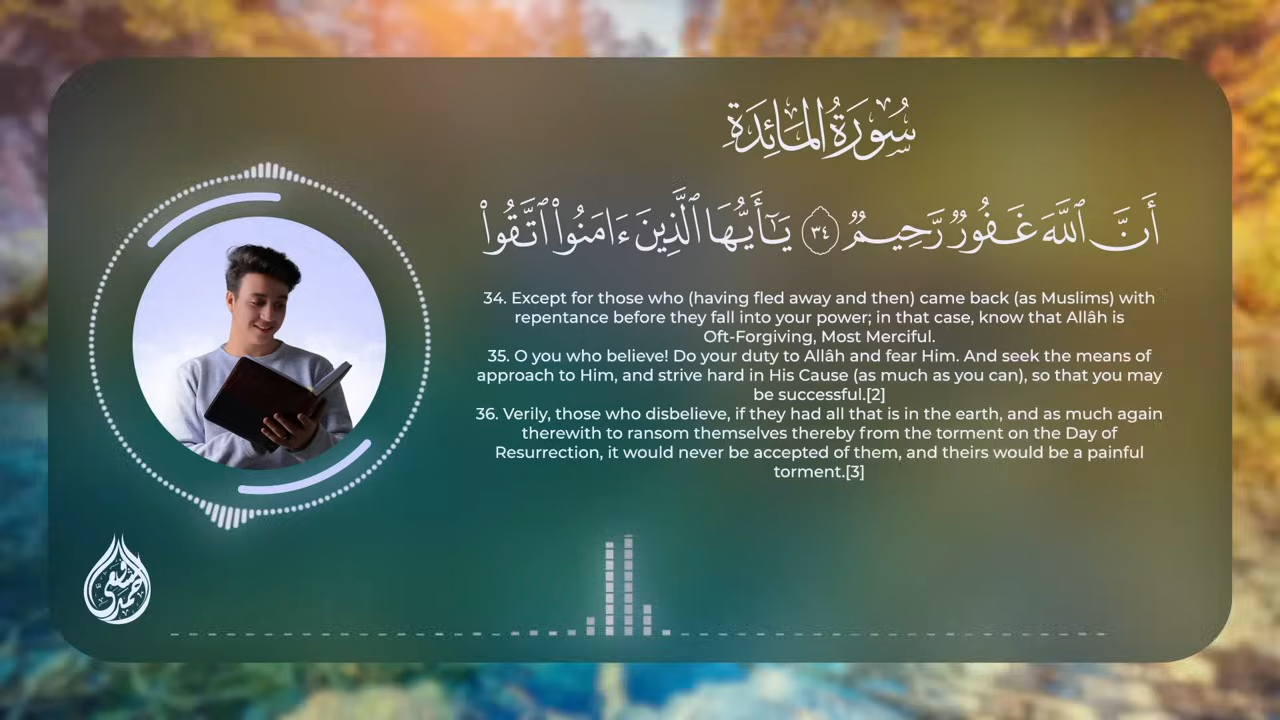 سُورَةُ المَائِدَة
أَنَّ ٱللَّهَ غَفُورٌ رَّحِيمٌ ٣٤ يَـٰٓأَيُّهَا ٱلَّذِينَ ءَامَنُوا۟ ٱتَّقُوا۟
34. Except for those who (having fled away and then) came back (as Muslims) with
repentance before they fall into your power; in that case, know that Allâh is
Oft-Forgiving, Most Merciful.
35. O you who believe! Do your duty to Allâh and fear Him. And seek the means of
approach to Him, and strive hard in His Cause (as much as you can), so that you may
be successful.[2]
36. Verily, those who disbelieve, if they had all that is in the earth, and as much again
therewith to ransom themselves thereby from the torment on the Day of
Resurrection, it would never be accepted of them, and theirs would be a painful
torment.[3]